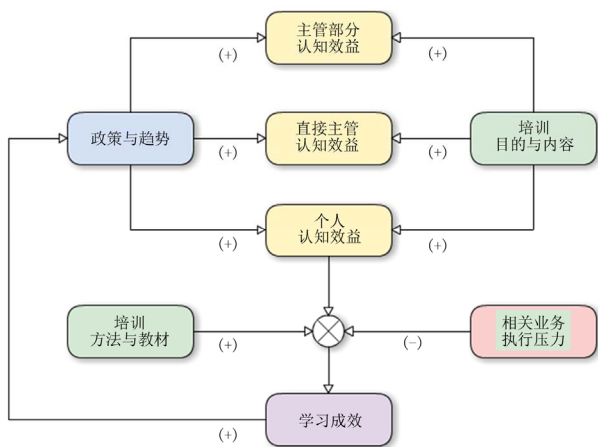 主管部分
认知效益
(+)
(+)
政策与趋势
直接主管
认知效益
培训
目的与内容
(+)
(+)
个人
认知效益
(+)
(+)
培训
方法与教材
相关业务
执行压力
(+)
(−)
学习成效
(+)